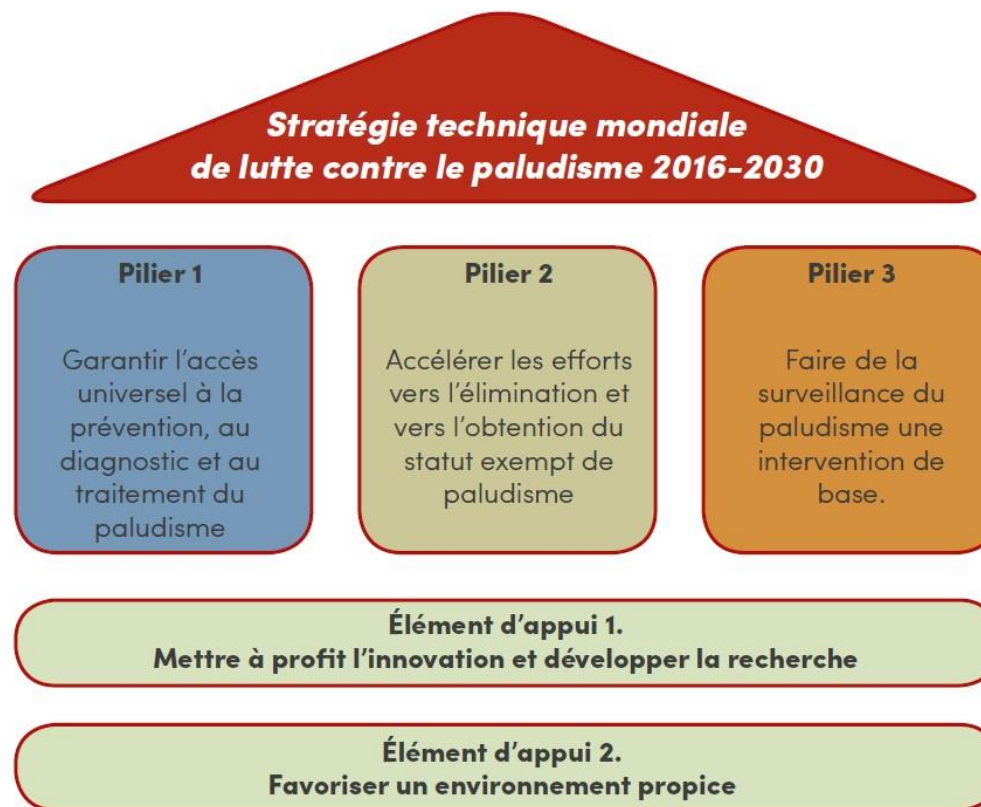 Stratégie technique mondiale
de lutte contre le paludisme 2016-2030
Pilier 1
Garantir l’accès
universel à la
prévention, au
diagnostic et au
traitement du
paludisme
Pilier 2
Accélérer les efforts
vers l’élimination et
vers l’obtention du
statut exempt de
paludisme
Pilier 3
Faire de la
surveillance du
paludisme une
intervention de
base.
Élément d’appui 1.
Mettre à profit l’innovation et développer la recherche
Élément d’appui 2.
Favoriser un environnement propice